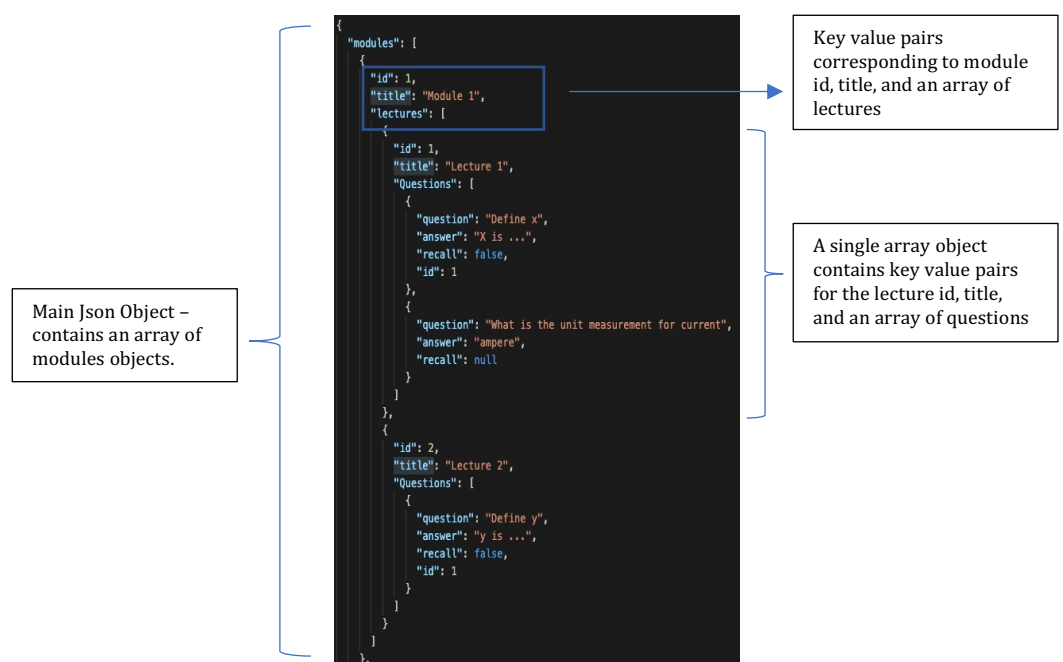 Main Json Object –
contains an array of
modules objects.
{
"modules": [
{
"id": 1,
"title": "Module 1",
"lectures": [
{
"id": 1,
"title": "Lecture 1",
"Questions": [
{
"question": "Define x",
"answer": "X is ...",
"recall": false,
"id": 1
},
{
"question": "What is the unit measurement for current",
"answer": "ampere",
"recall": null
}
]
},
{
"id": 2,
"title": "Lecture 2",
"Questions": [
{
"question": "Define y",
"answer": "y is ...",
"recall": false,
"id": 1
}
]
}
]
},
Key value pairs
corresponding to module
id, title, and an array of
lectures
A single array object
contains key value pairs
for the lecture id, title,
and an array of questions